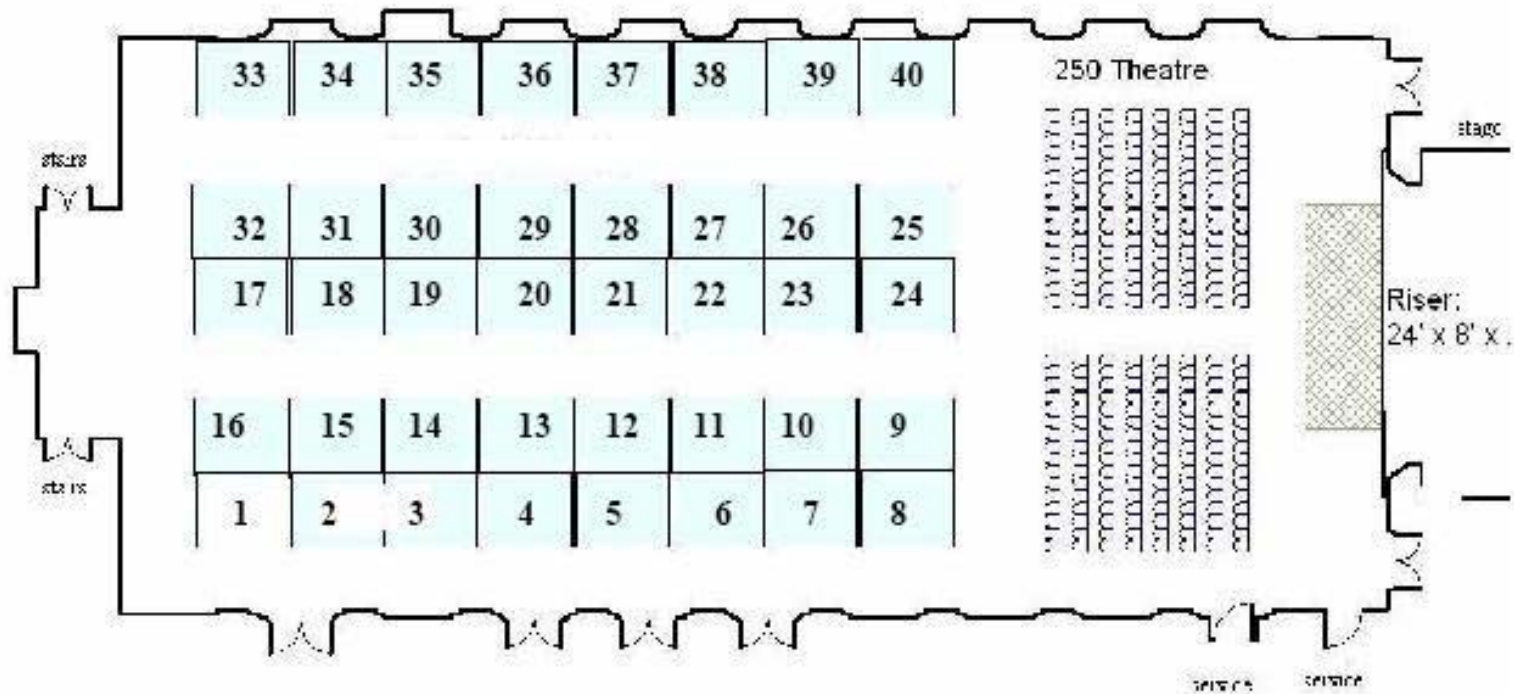 33 34 35 36 37 38 39 40
250 Theatre
stage
stairs
32 31 30 29 28 27 26 25
17 18 19 20 21 22 23 24
Riser:
24' x 8' x .
16 15 14 13 12 11 10 9
stairs
1 2 3 4 5 6 7 8
service service